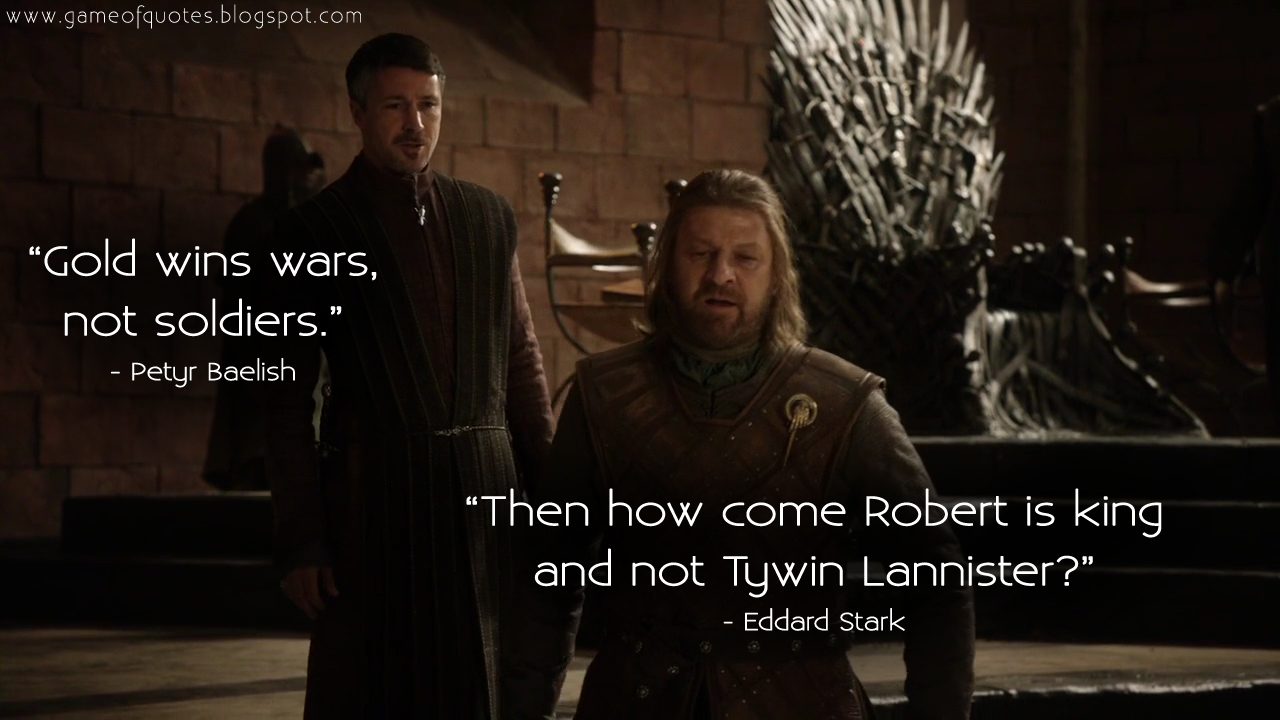 www.gameofquotes.blogspot.com
“Gold wins wars,
not soldiers.”
- Petyr Baelish
“Then how come Robert is king
and not Tywin Lannister?”
- Eddard Stark